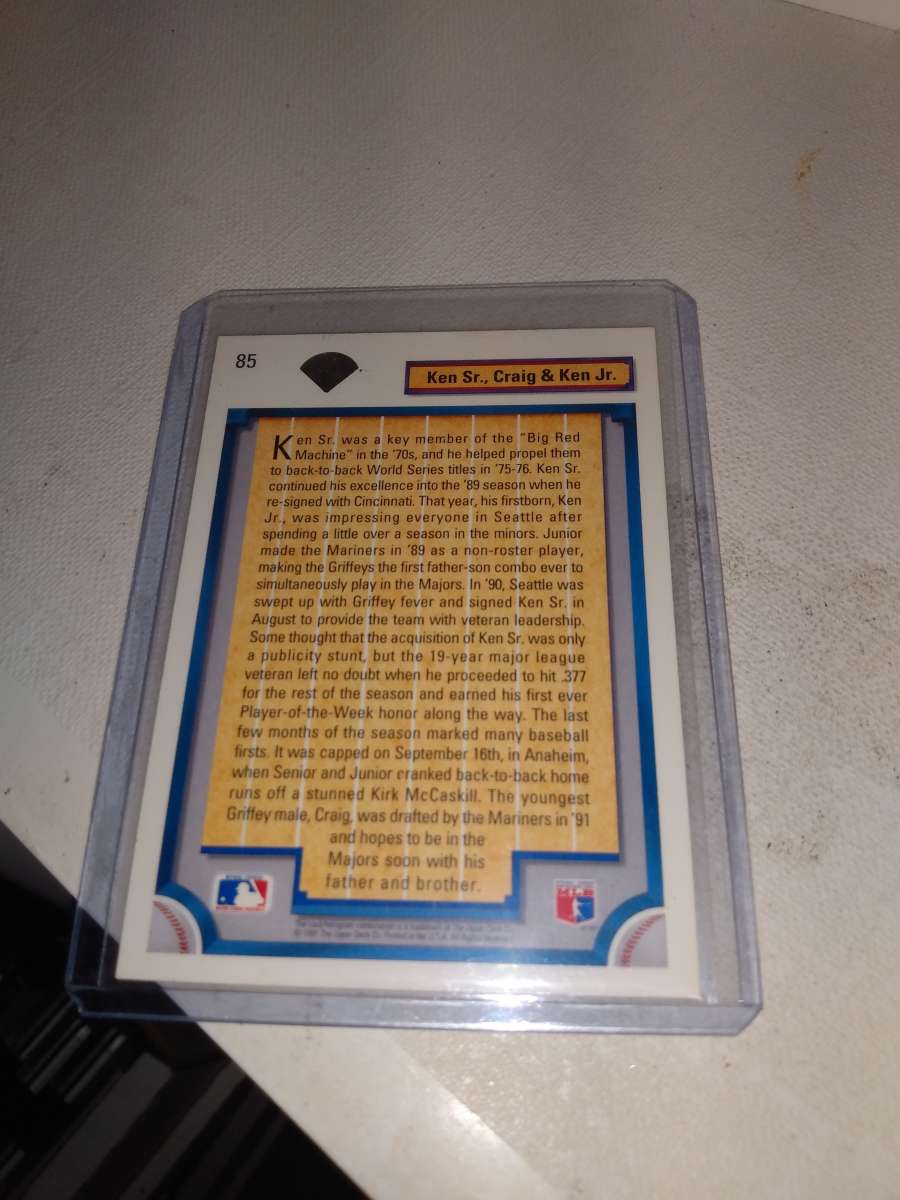 85
Ken Sr., Craig & Ken Jr.
Ken Sr. was a key member of the "Big Red
Machine" in the '70s, and he helped propel them
to back-to-back World Series titles in '75-76. Ken Sr.
continued his excellence into the '89 season when he
re-signed with Cincinnati. That year, his firstborn, Ken
Jr., was impressing everyone in Seattle after
spending a little over a season in the minors. Junior
made the Mariners in '89 as a non-roster player,
making the Griffeys the first father-son combo ever to
simultaneously play in the Majors. In '90, Seattle was
swept up with Griffey fever and signed Ken Sr. in
August to provide the team with veteran leadership.
Some thought that the acquisition of Ken Sr. was only
a publicity stunt, but the 19-year major league
veteran left no doubt when he proceeded to hit .377
for the rest of the season and earned his first ever
Player-of-the-Week honor along the way. The last
few months of the season marked many baseball
firsts. It was capped on September 16th, in Anaheim,
when Senior and Junior cranked back-to-back home
runs off a stunned Kirk McCaskill. The youngest
Griffey male, Craig, was drafted by the Mariners in '91
and hopes to be in the
Majors soon with his
father and brother.
MLB